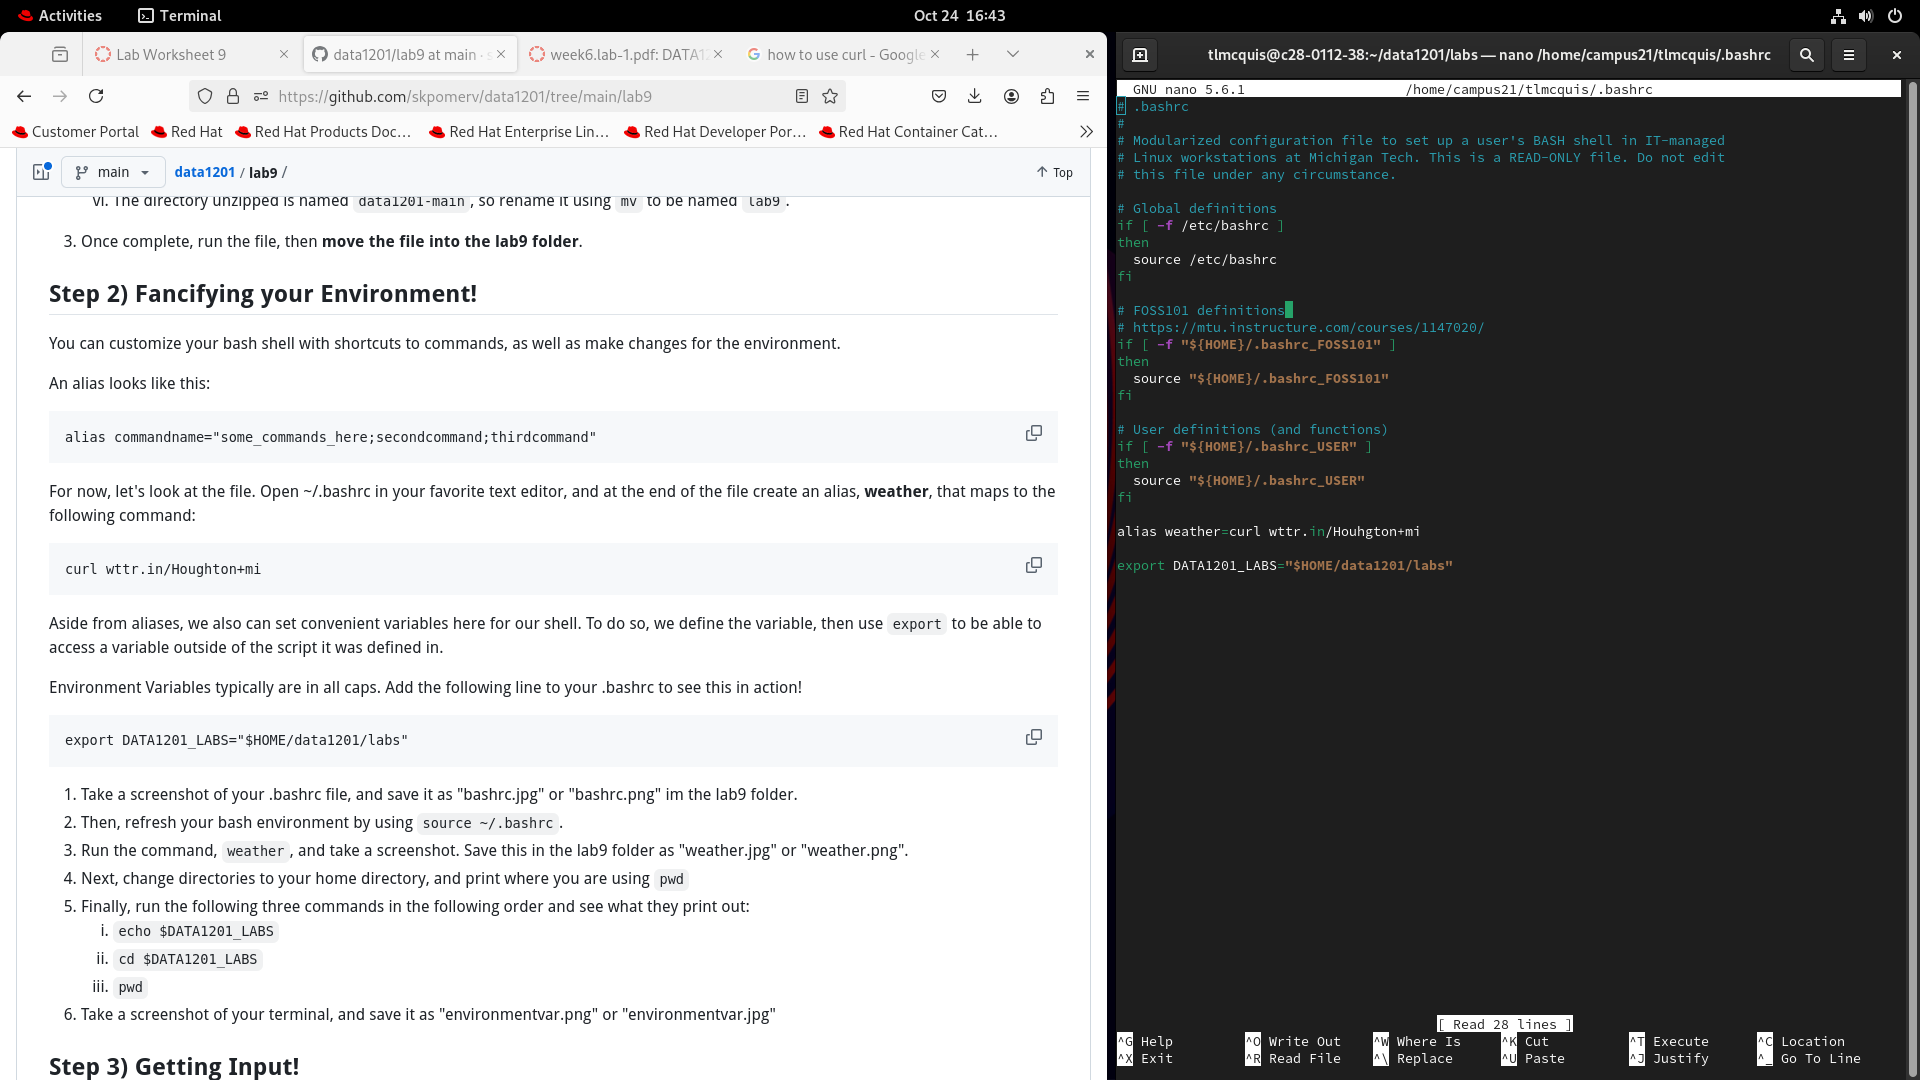 Activities
Terminal
Oct 24 16:43
Lab Worksheet 9
data1201/lab9 at main · s
week6.lab-1.pdf: DATA1
how to use curl - Google
https://github.com/skpomerv/data1201/tree/main/lab9
Customer Portal
Red Hat
Red Hat Products Doc…
Red Hat Enterprise Lin…
Red Hat Developer Por…
Red Hat Container Cat…
main
data1201 / lab9 /
Top
vi. The directory unzipped is named data1201-main, so rename it using mv to be named lab9.
3. Once complete, run the file, then move the file into the lab9 folder.
Step 2) Fancifying your Environment!
You can customize your bash shell with shortcuts to commands, as well as make changes for the environment.
An alias looks like this:
alias commandname="some_commands_here;secondcommand;thirdcommand"
For now, let's look at the file. Open ~/.bashrc in your favorite text editor, and at the end of the file create an alias, weather, that maps to the
following command:
curl wttr.in/Houghton+mi
Aside from aliases, we also can set convenient variables here for our shell. To do so, we define the variable, then use export to be able to
access a variable outside of the script it was defined in.
Environment Variables typically are in all caps. Add the following line to your .bashrc to see this in action!
export DATA1201_LABS="$HOME/data1201/labs"
1. Take a screenshot of your .bashrc file, and save it as "bashrc.jpg" or "bashrc.png" im the lab9 folder.
2. Then, refresh your bash environment by using source ~/.bashrc.
3. Run the command, weather, and take a screenshot. Save this in the lab9 folder as "weather.jpg" or "weather.png".
4. Next, change directories to your home directory, and print where you are using pwd
5. Finally, run the following three commands in the following order and see what they print out:
i. echo $DATA1201_LABS
ii. cd $DATA1201_LABS
iii. pwd
6. Take a screenshot of your terminal, and save it as "environmentvar.png" or "environmentvar.jpg"
Step 3) Getting Input!
tlmcquis@c28-0112-38:~/data1201/labs — nano /home/campus21/tlmcquis/.bashrc
GNU nano 5.6.1 /home/campus21/tlmcquis/.bashrc
# .bashrc
#
# Modularized configuration file to set up a user's BASH shell in IT-managed
# Linux workstations at Michigan Tech. This is a READ-ONLY file. Do not edit
# this file under any circumstance.
# Global definitions
if [ -f /etc/bashrc ]
then
source /etc/bashrc
fi
# FOSS101 definitions
# https://mtu.instructure.com/courses/1147020/
if [ -f "${HOME}/.bashrc_FOSS101" ]
then
source "${HOME}/.bashrc_FOSS101"
fi
# User definitions (and functions)
if [ -f "${HOME}/.bashrc_USER" ]
then
source "${HOME}/.bashrc_USER"
fi
alias weather=curl wttr.in/Houhgton+mi
export DATA1201_LABS="$HOME/data1201/labs"
[ Read 28 lines ]
^G Help ^O Write Out ^W Where Is ^K Cut ^T Execute ^C Location
^X Exit ^R Read File ^\ Replace ^U Paste ^J Justify ^_ Go To Line